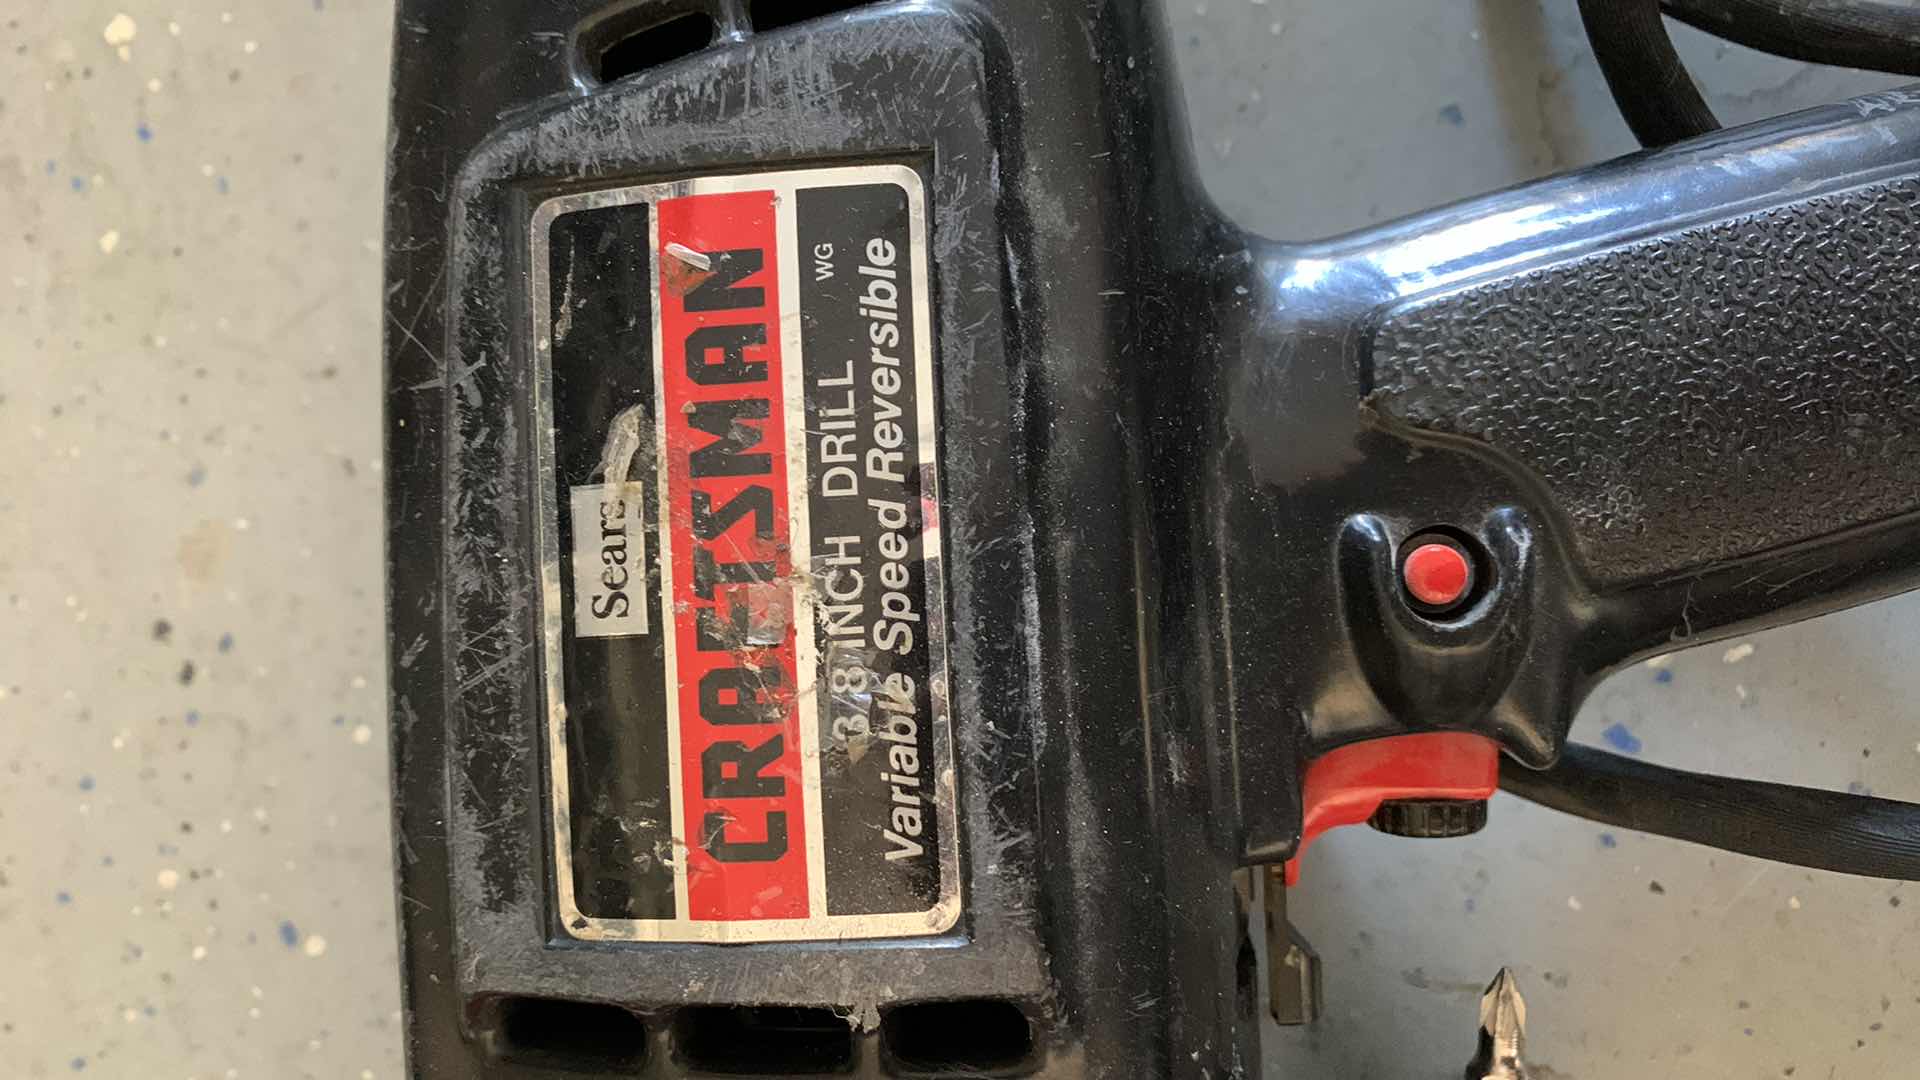 Sears
CRAFTSMAN
3/8 INCH DRILL WG
Variable Speed Reversible